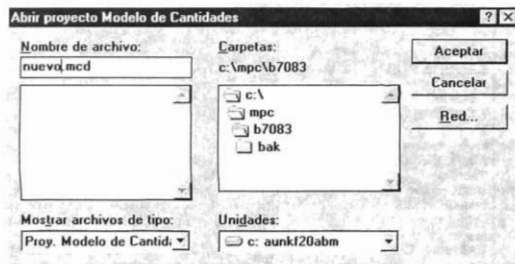 Abrir proyecto Modelo de Cantidades
Nombre de archivo:
nuevo.mcd
Carpetas:
c:\mpc\b7083
c:\
mpc
b7083
bak
Aceptar
Cancelar
Red...
Mostrar archivos de tipo:
Proy. Modelo de Cantid
Unidades:
c: aunkf20abm